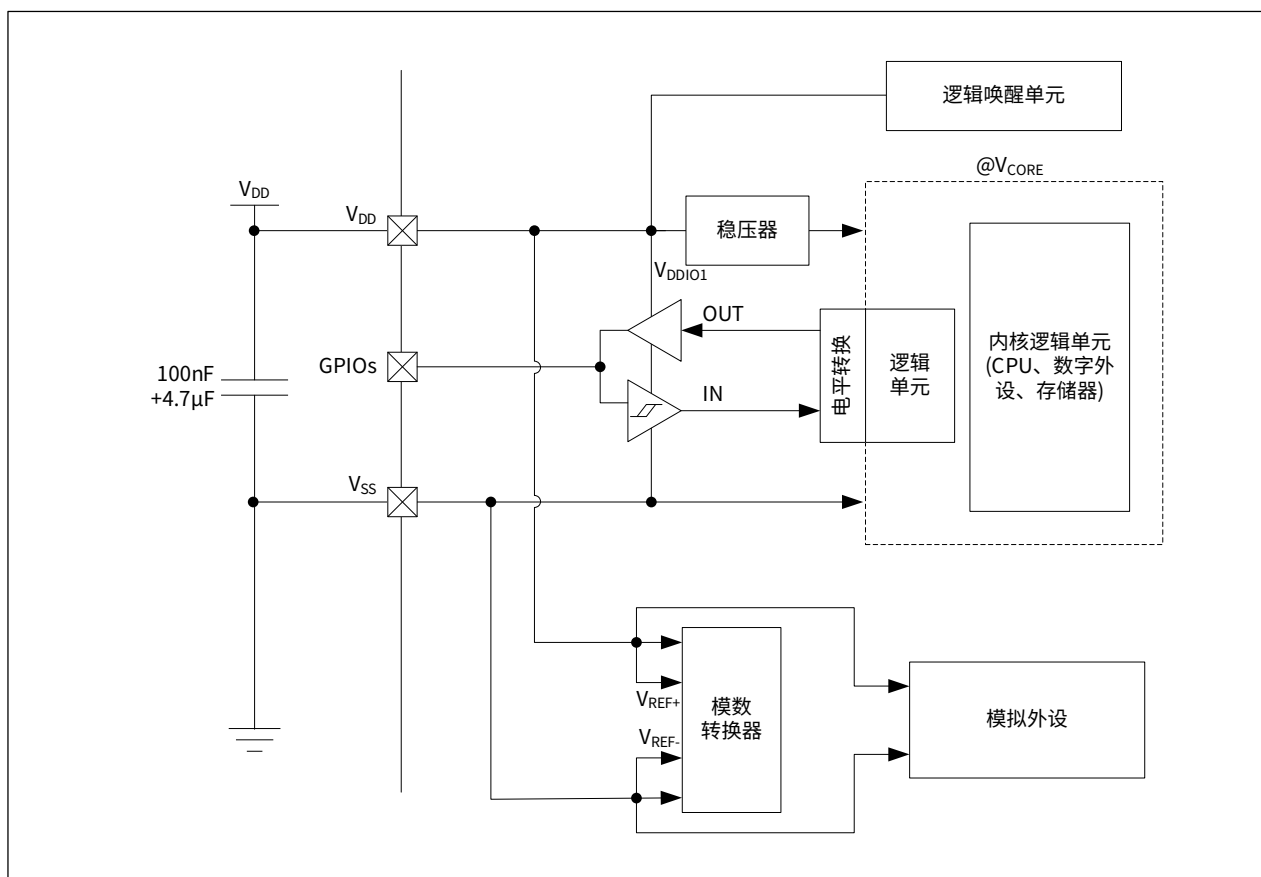 逻辑唤醒单元
@VCORE
VDD
VDD
稳压器
VDDIO1
OUT
GPIOs
100nF
+4.7μF
电平转换
逻辑
单元
内核逻辑单元
(CPU、数字外
设、存储器)
IN
VSS
VREF+
模数
转换器
VREF-
模拟外设